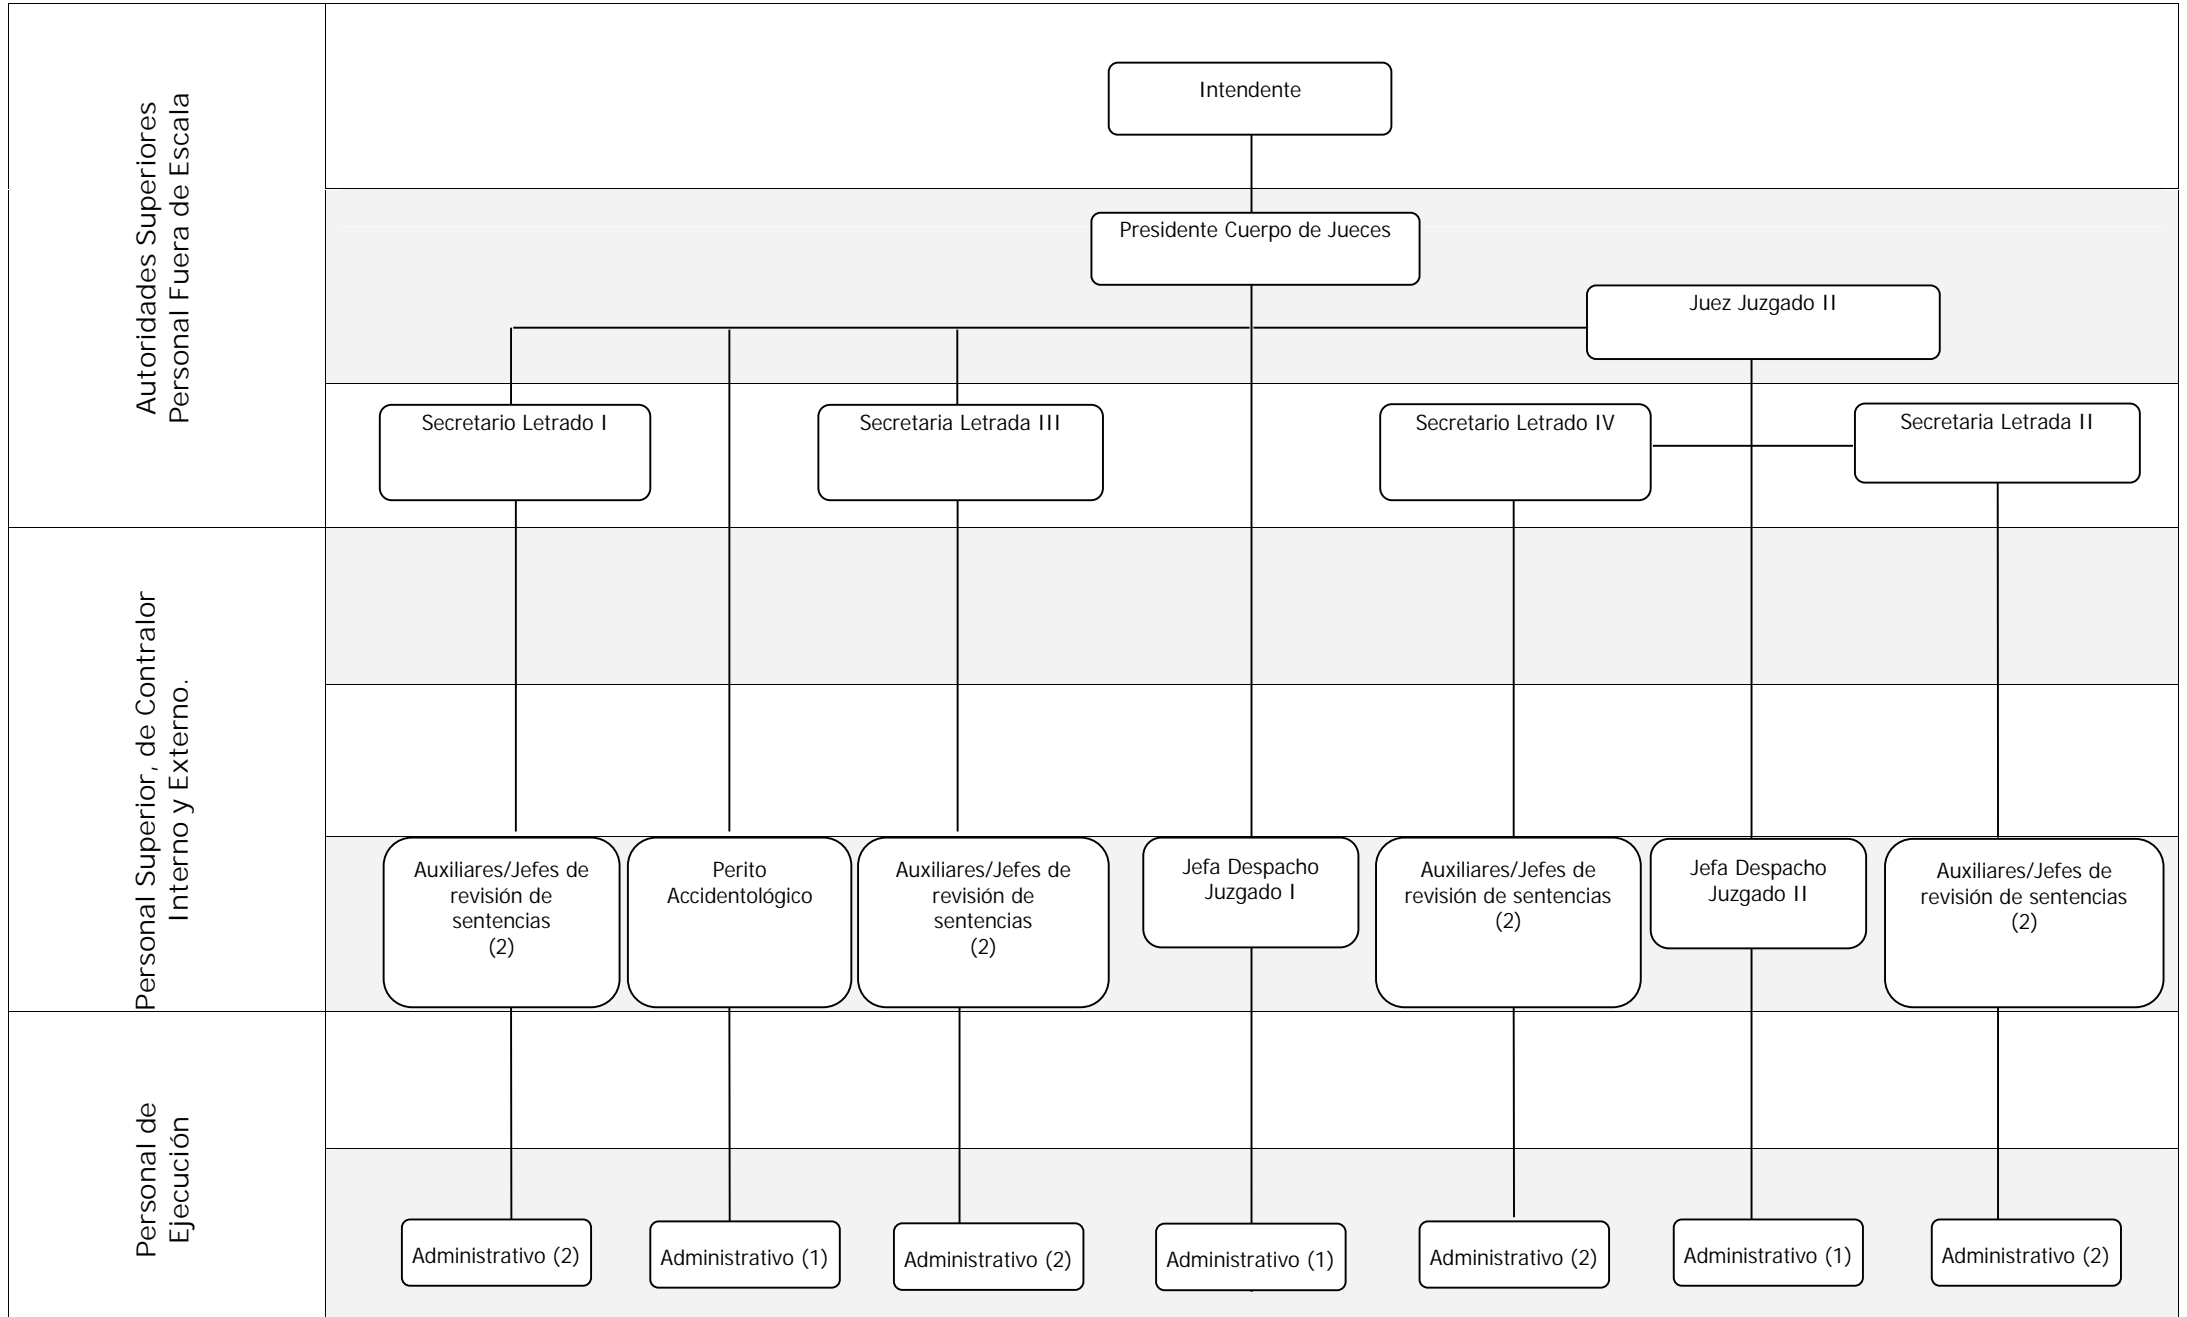 Autoridades Superiores
Personal Fuera de Escala
Intendente
Presidente Cuerpo de Jueces
Juez Juzgado II
Secretario Letrado I
Secretaria Letrada III
Secretario Letrado IV
Secretaria Letrada II
Personal Superior, de Contralor
Interno y Externo.
Auxiliares/Jefes de
revisión de
sentencias
(2)
Perito
Accidentológico
Auxiliares/Jefes de
revisión de
sentencias
(2)
Jefa Despacho
Juzgado I
Auxiliares/Jefes de
revisión de sentencias
(2)
Jefa Despacho
Juzgado II
Auxiliares/Jefes de
revisión de sentencias
(2)
Personal de
Ejecución
Administrativo (2)
Administrativo (1)
Administrativo (2)
Administrativo (1)
Administrativo (2)
Administrativo (1)
Administrativo (2)